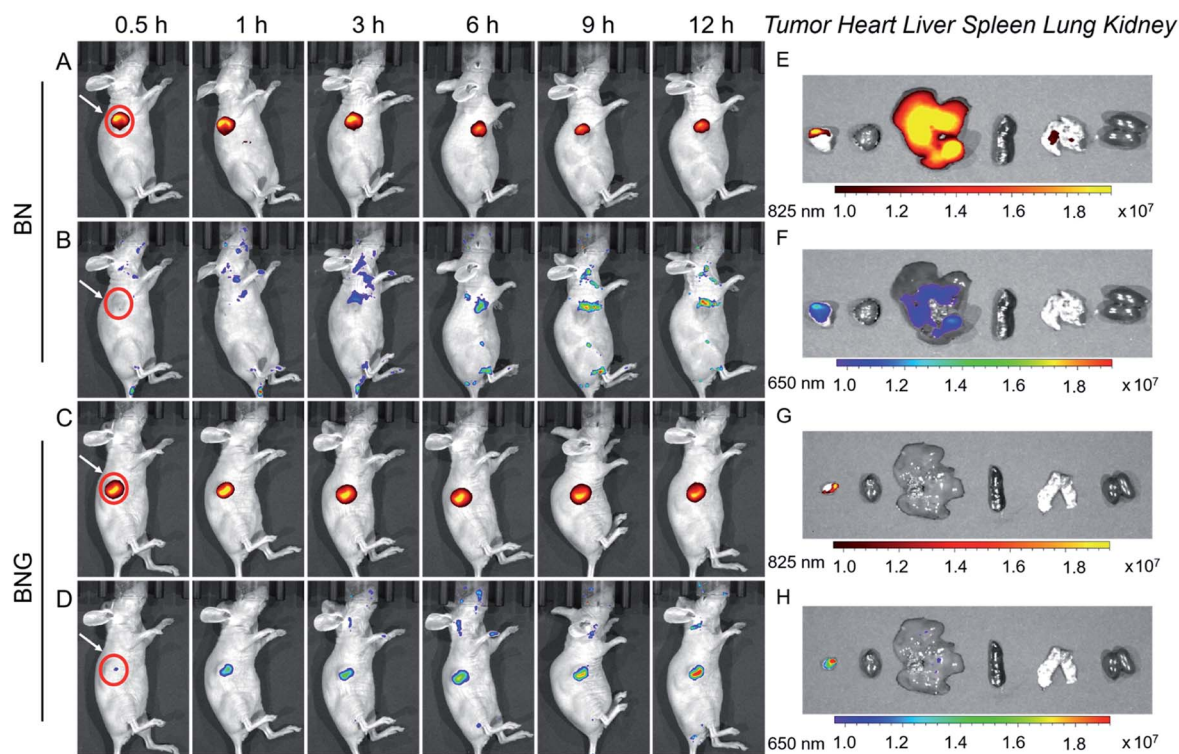 0.5 h 1 h 3 h 6 h 9 h 12 h Tumor Heart Liver Spleen Lung Kidney
A
E
825 nm 1.0 1.2 1.4 1.6 1.8 x10⁷
BN
B
F
650 nm 1.0 1.2 1.4 1.6 1.8 x10⁷
C
G
825 nm 1.0 1.2 1.4 1.6 1.8 x10⁷
BNG
D
H
650 nm 1.0 1.2 1.4 1.6 1.8 x10⁷